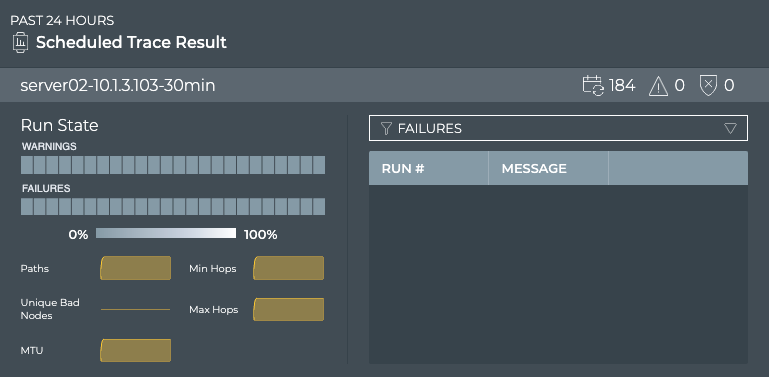 PAST 24 HOURS
Scheduled Trace Result
server02-10.1.3.103-30min
184
0
0
Run State
WARNINGS
FAILURES
0%
100%
Paths
Min Hops
Unique Bad
Nodes
Max Hops
MTU
FAILURES
RUN #
MESSAGE